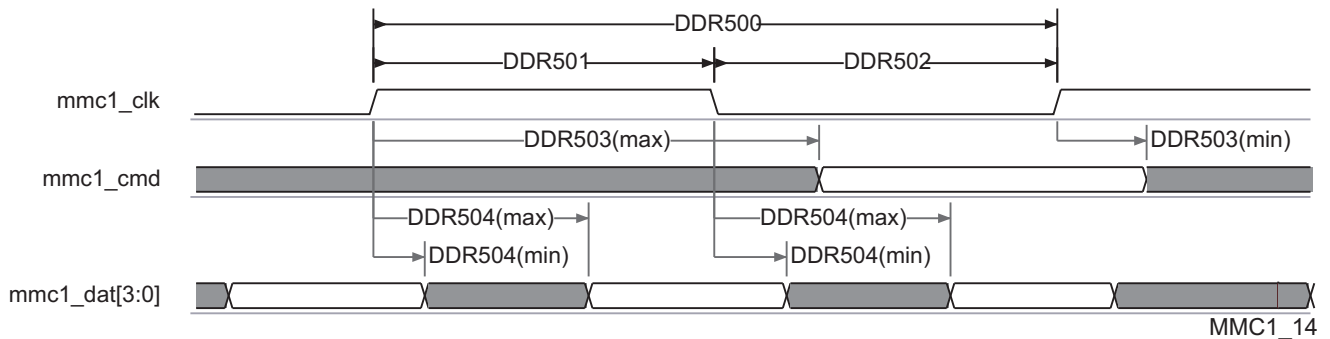 DDR500
DDR501 DDR502
mmc1_clk
DDR503(max) DDR503(min)
mmc1_cmd
DDR504(max) DDR504(max)
DDR504(min) DDR504(min)
mmc1_dat[3:0]
MMC1_14